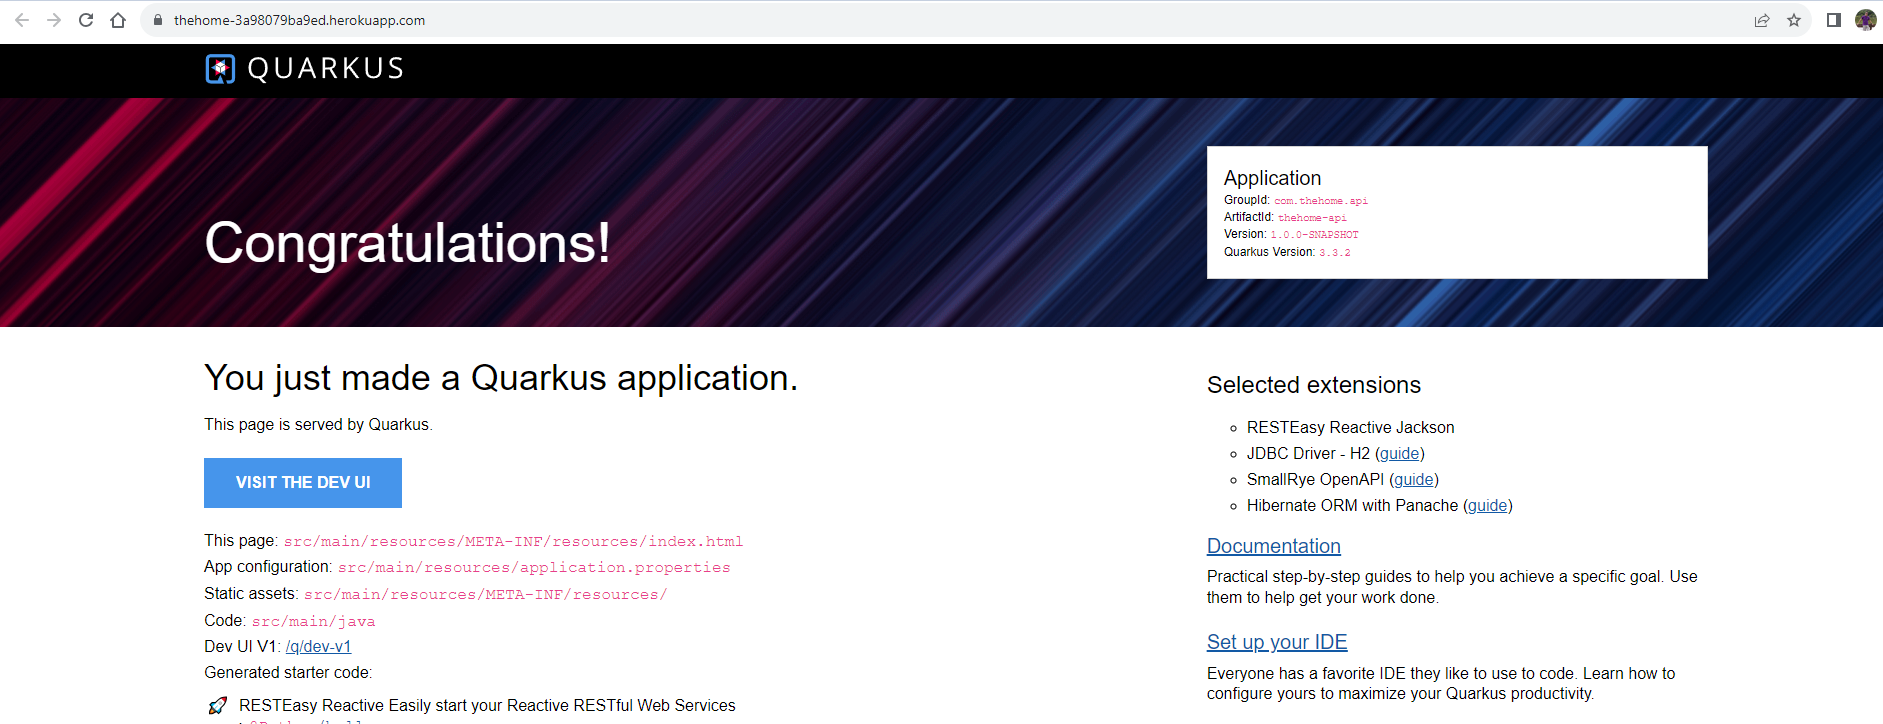 thehome-3a98079ba9ed.herokuapp.com
QUARKUS
Congratulations!
Application
GroupId: com.thehome.api
ArtifactId: thehome-api
Version: 1.0.0-SNAPSHOT
Quarkus Version: 3.3.2
You just made a Quarkus application.
This page is served by Quarkus.
VISIT THE DEV UI
This page: src/main/resources/META-INF/resources/index.html
App configuration: src/main/resources/application.properties
Static assets: src/main/resources/META-INF/resources/
Code: src/main/java
Dev UI V1: /q/dev-v1
Generated starter code:
RESTEasy Reactive Easily start your Reactive RESTful Web Services
Selected extensions
RESTEasy Reactive Jackson
JDBC Driver - H2 (guide)
SmallRye OpenAPI (guide)
Hibernate ORM with Panache (guide)
Documentation
Practical step-by-step guides to help you achieve a specific goal. Use
them to help get your work done.
Set up your IDE
Everyone has a favorite IDE they like to use to code. Learn how to
configure yours to maximize your Quarkus productivity.